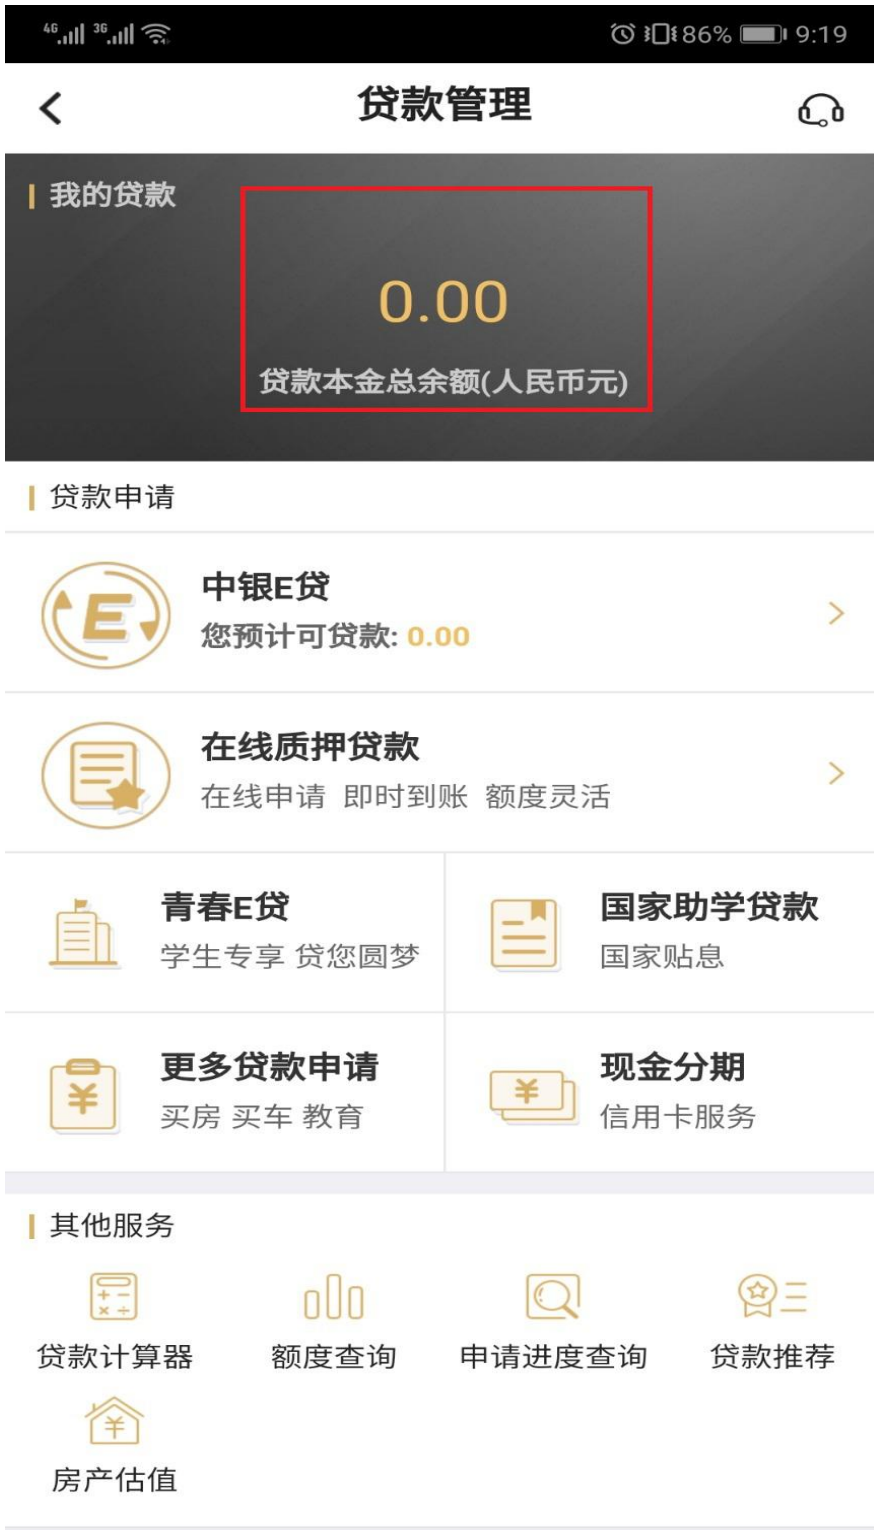 4G 3G 86% 9:19
贷款管理
我的贷款
0.00
贷款本金总余额(人民币元)
贷款申请
E
中银E贷
您预计可贷款: 0.00
在线质押贷款
在线申请 即时到账 额度灵活
青春E贷
学生专享 贷您圆梦
国家助学贷款
国家贴息
¥
更多贷款申请
买房 买车 教育
¥
现金分期
信用卡服务
其他服务
贷款计算器 额度查询 申请进度查询 贷款推荐
¥
房产估值